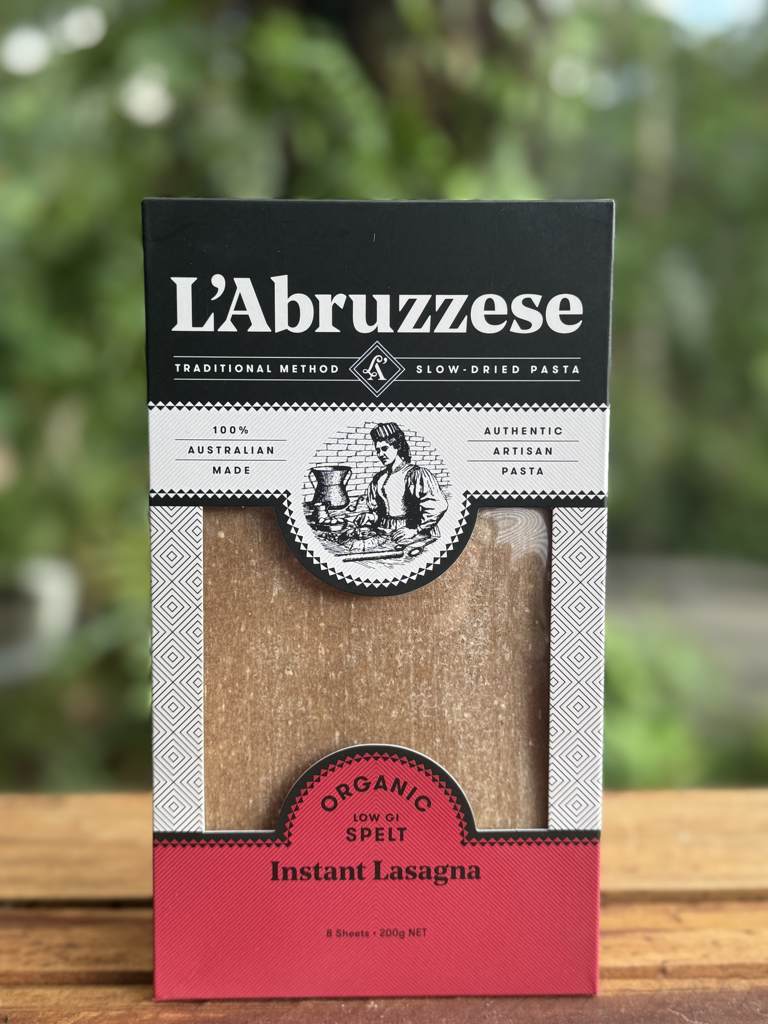 L'Abruzzese
TRADITIONAL METHOD LA' SLOW-DRIED PASTA
100%
AUSTRALIAN
MADE
AUTHENTIC
ARTISAN
PASTA
ORGANIC
LOW GI
SPELT
Instant Lasagna
8 Sheets • 200g NET